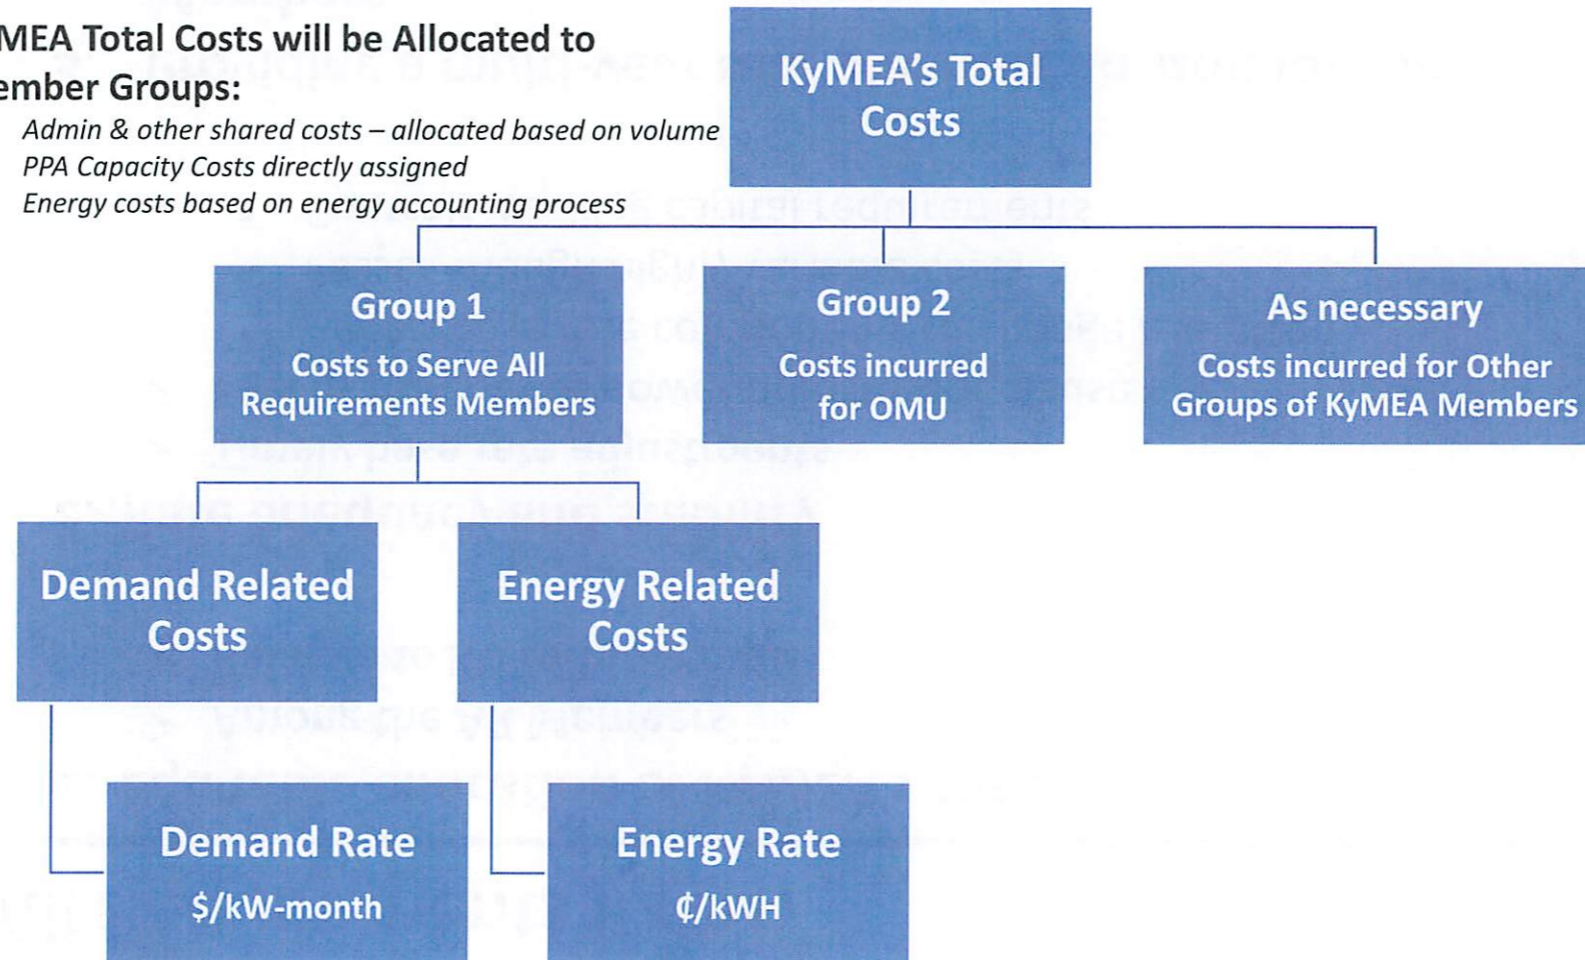 MEA Total Costs will be Allocated to
ember Groups:
Admin & other shared costs – allocated based on volume
PPA Capacity Costs directly assigned
Energy costs based on energy accounting process
KyMEA's Total
Costs
Group 1
Costs to Serve All
Requirements Members
Group 2
Costs incurred
for OMU
As necessary
Costs incurred for Other
Groups of KyMEA Members
Demand Related
Costs
Energy Related
Costs
Demand Rate
$/kW-month
Energy Rate
₵/kWH